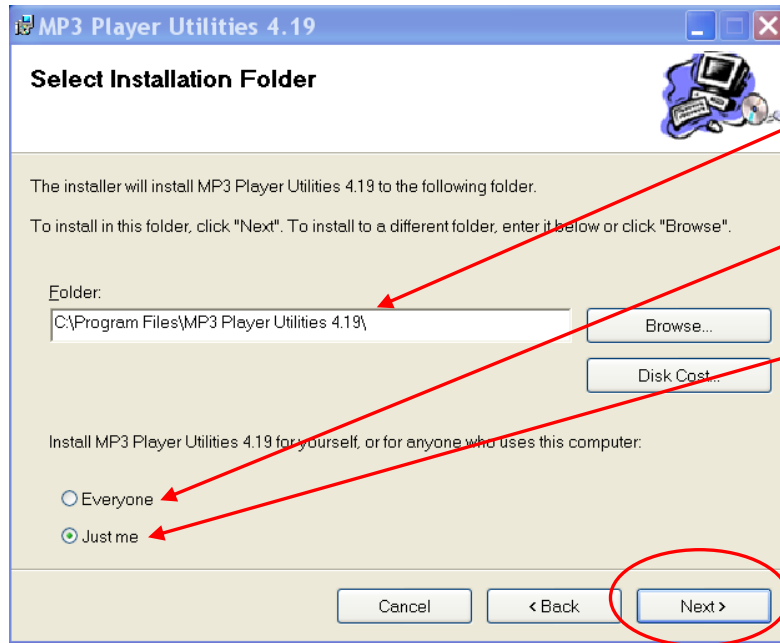 MP3 Player Utilities 4.19
Select Installation Folder
The installer will install MP3 Player Utilities 4.19 to the following folder.
To install in this folder, click "Next". To install to a different folder, enter it below or click "Browse".
Folder:
C:\Program Files\MP3 Player Utilities 4.19\
Browse...
Disk Cost...
Install MP3 Player Utilities 4.19 for yourself, or for anyone who uses this computer:
Everyone
Just me
Cancel
< Back
Next >